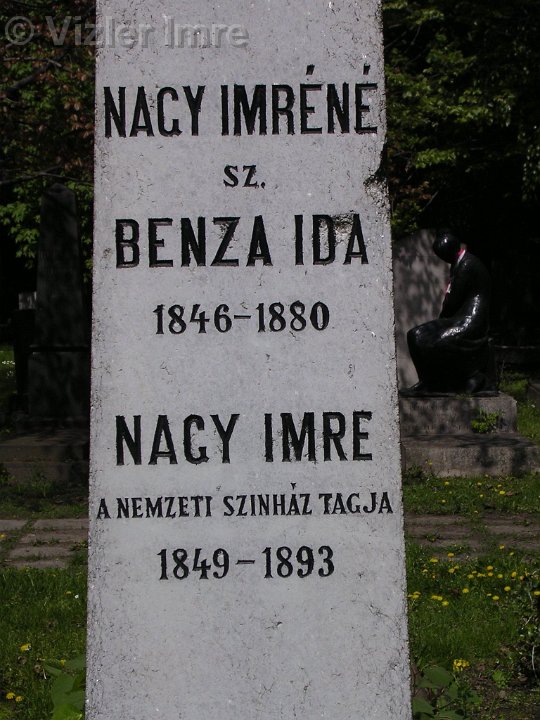 © Vizler Imre
NAGY IMRÉNÉ
SZ.
BENZA IDA
1846–1880
NAGY IMRE
A NEMZETI SZINHÁZ TAGJA
1849–1893